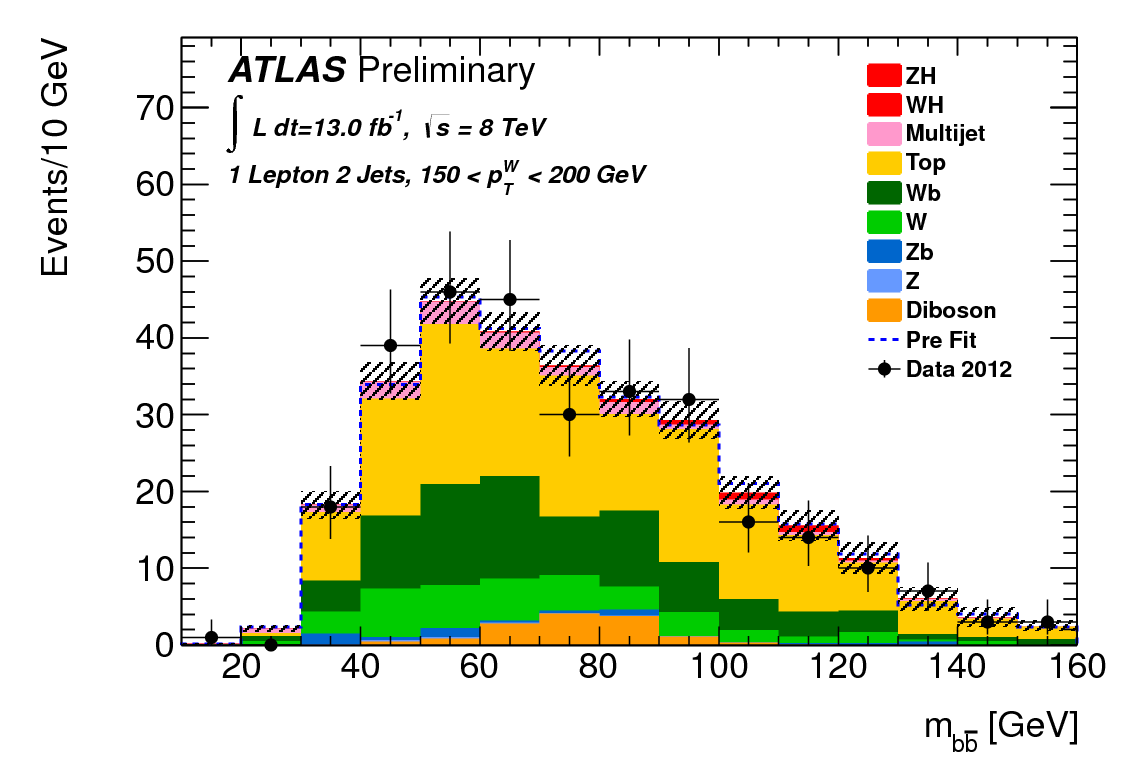 Events/10 GeV
ATLAS Preliminary
∫ L dt=13.0 fb⁻¹, √s = 8 TeV
1 Lepton 2 Jets, 150 < p_T^W < 200 GeV
ZH
WH
Multijet
Top
Wb
W
Zb
Z
Diboson
Pre Fit
Data 2012
70
60
50
40
30
20
10
0
20 40 60 80 100 120 140 160
m_bb̅ [GeV]